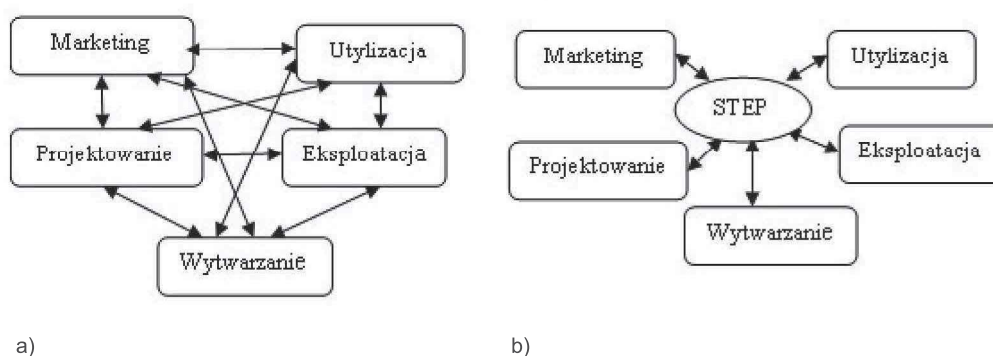 Marketing
Utylizacja
Projektowanie
Eksploatacja
Wytwarzanie
a)
Marketing
Utylizacja
STEP
Projektowanie
Eksploatacja
Wytwarzanie
b)